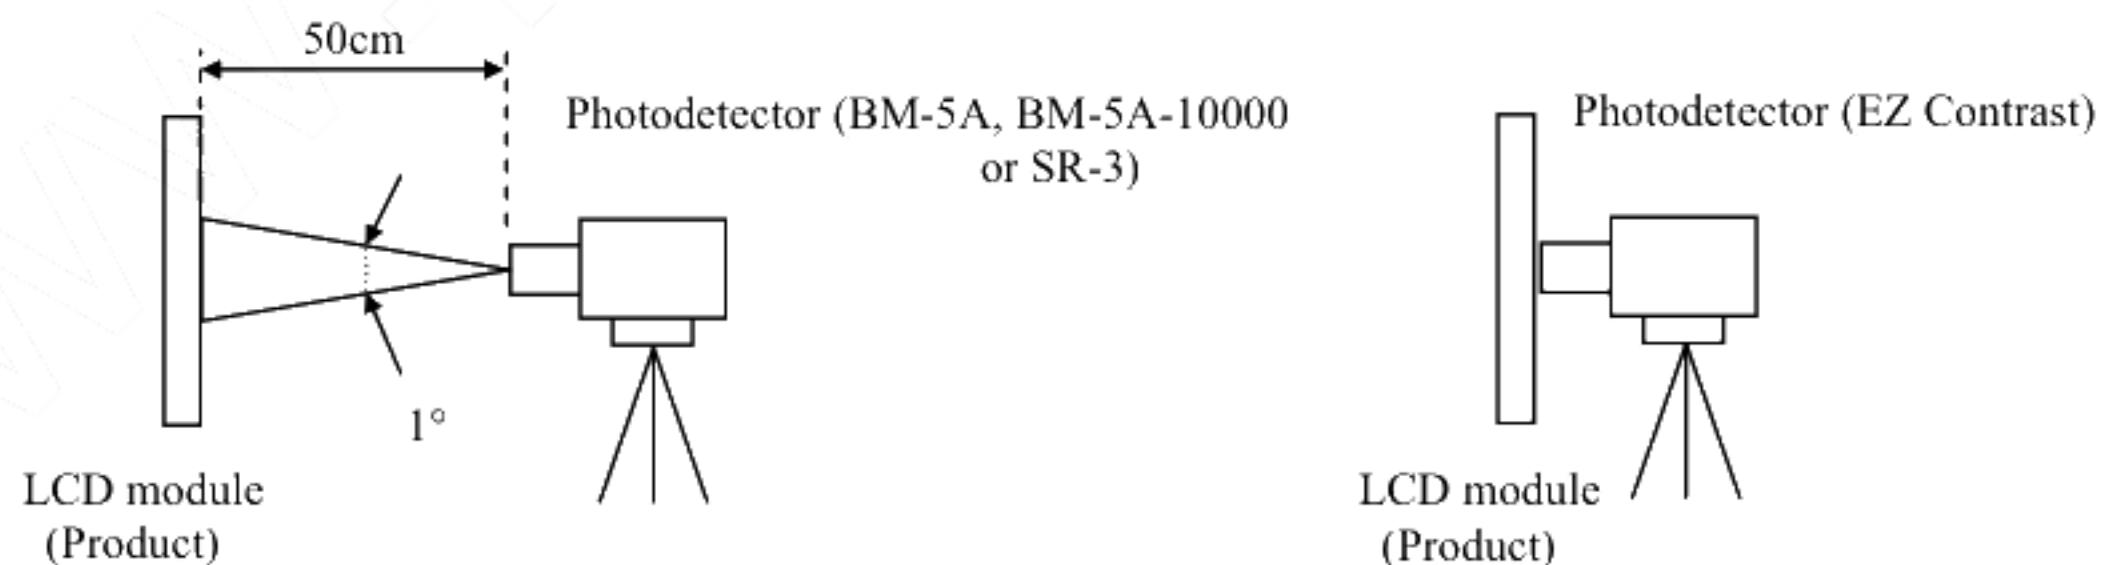 50cm
Photodetector (BM-5A, BM-5A-10000
or SR-3)
1°
LCD module
(Product)
Photodetector (EZ Contrast)
LCD module
(Product)